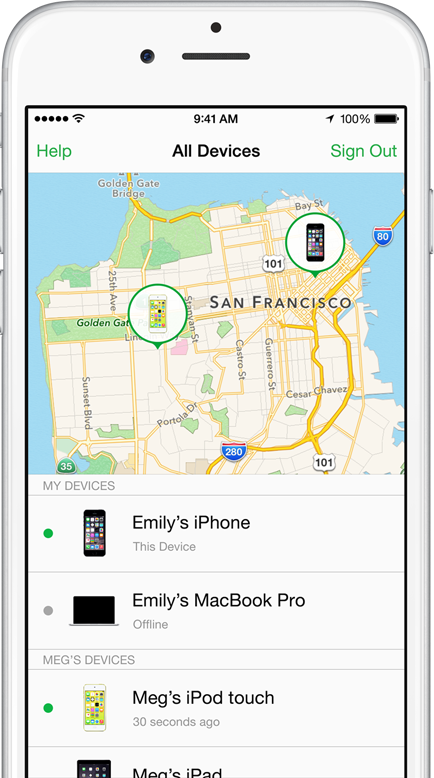 9:41 AM
100%
Help
All Devices
Sign Out
Golden Gate
Bridge
Bay St
80
101
25th Ave
Stanyan St
SAN FRANCISCO
Golden Gat
Linc
Castro St
Guerrero St
Sunset Blvd
Cesar Chavez
Portola Dr
280
35
101
MY DEVICES
Emily’s iPhone
This Device
Emily’s MacBook Pro
Offline
MEG’S DEVICES
Meg’s iPod touch
30 seconds ago
Meg’s iPad